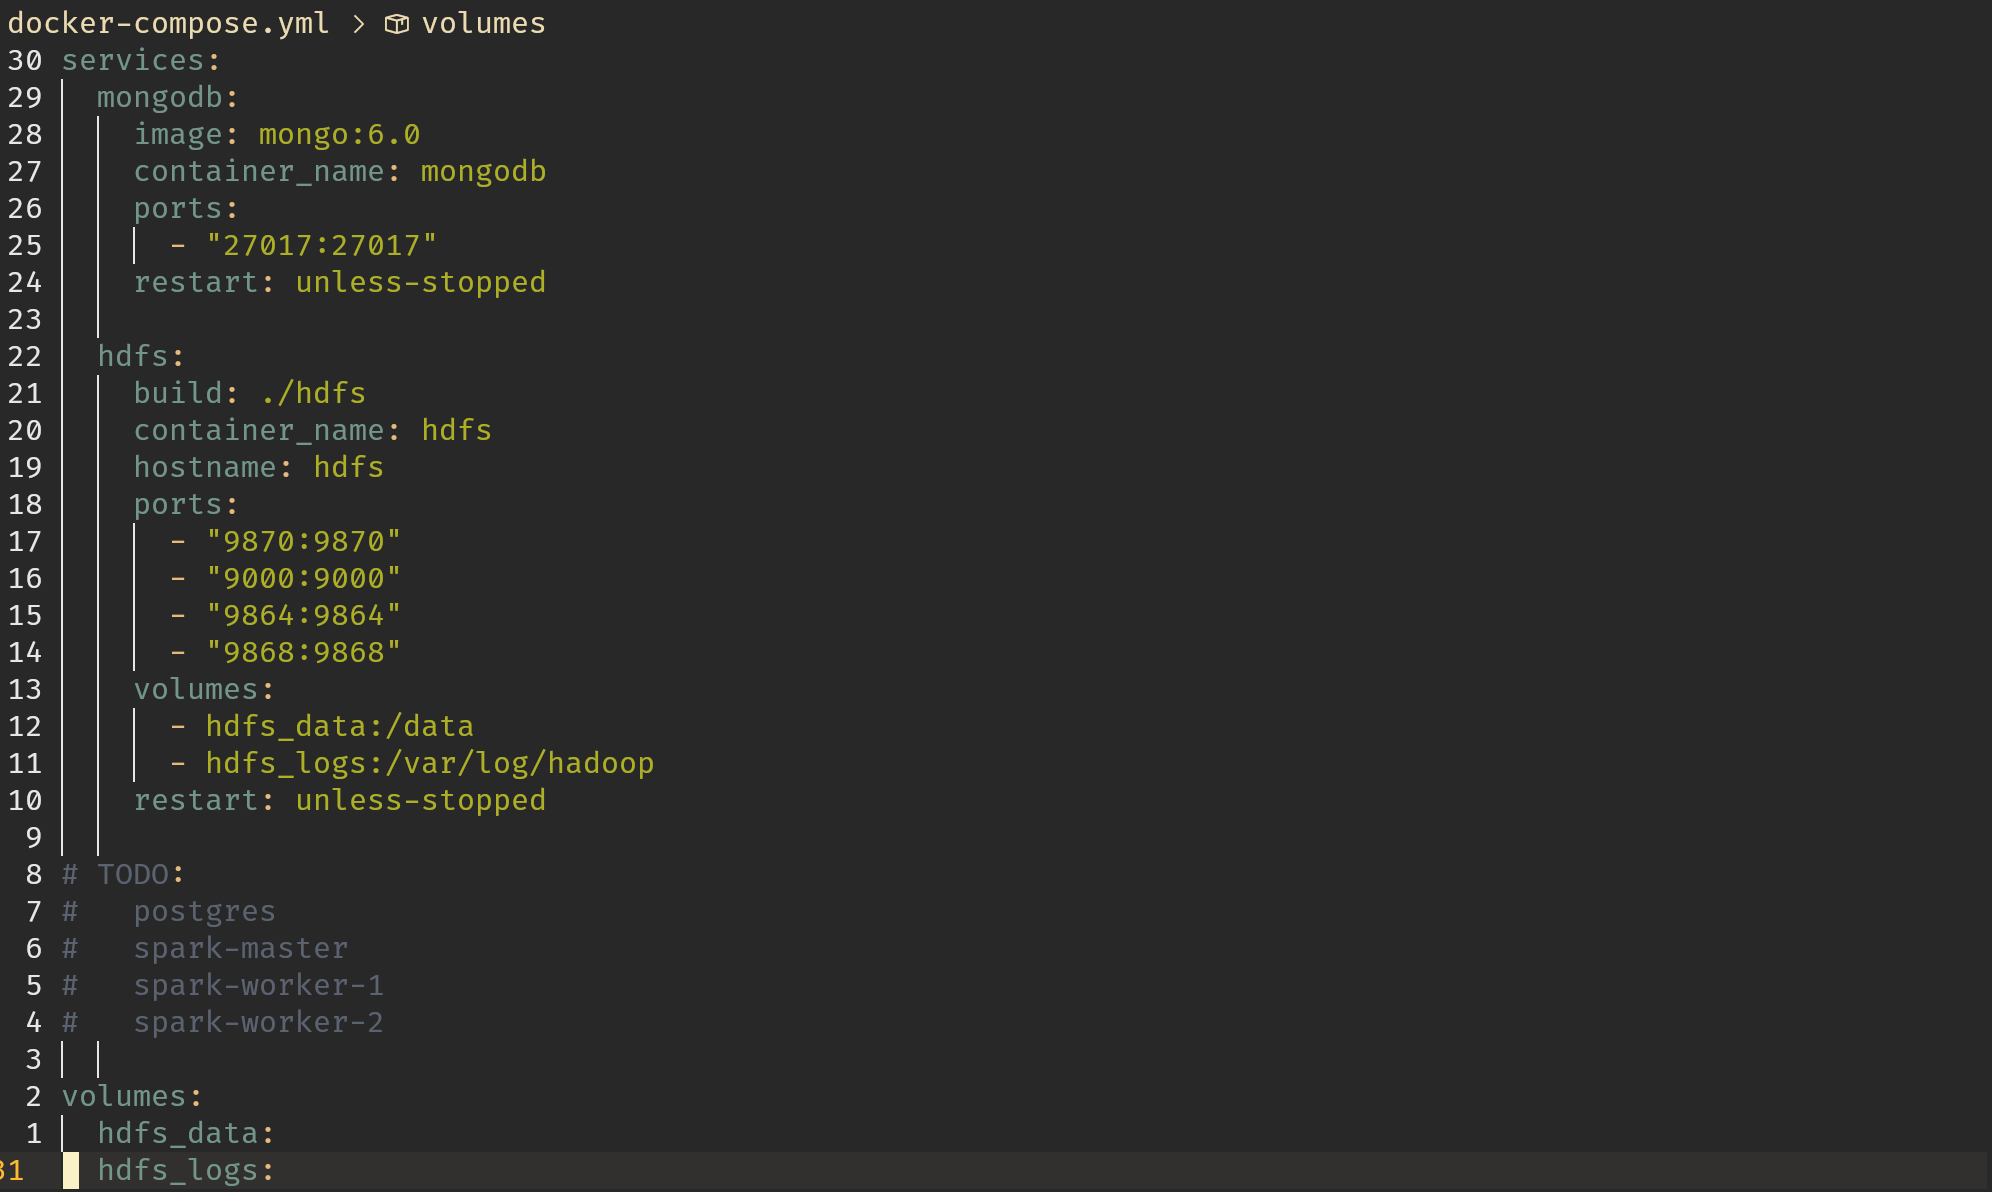 docker-compose.yml > volumes
30 services:
29   mongodb:
28     image: mongo:6.0
27     container_name: mongodb
26     ports:
25       - "27017:27017"
24     restart: unless-stopped
23
22   hdfs:
21     build: ./hdfs
20     container_name: hdfs
19     hostname: hdfs
18     ports:
17       - "9870:9870"
16       - "9000:9000"
15       - "9864:9864"
14       - "9868:9868"
13     volumes:
12       - hdfs_data:/data
11       - hdfs_logs:/var/log/hadoop
10     restart: unless-stopped
9
8 # TODO:
7 #   postgres
6 #   spark-master
5 #   spark-worker-1
4 #   spark-worker-2
3
2 volumes:
1   hdfs_data:
31   hdfs_logs: